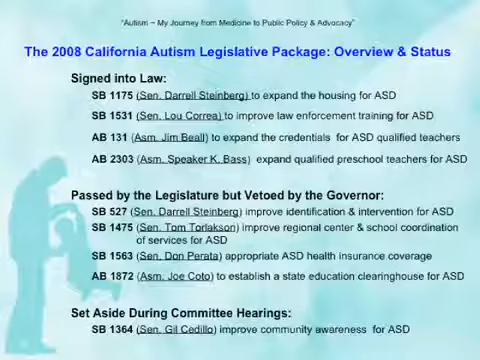 “Autism – My Journey from Medicine to Public Policy & Advocacy”
The 2008 California Autism Legislative Package: Overview & Status
Signed into Law:
SB 1175 (Sen. Darrell Steinberg) to expand the housing for ASD
SB 1531 (Sen. Lou Correa) to improve law enforcement training for ASD
AB 131 (Asm. Jim Beall) to expand the credentials for ASD qualified teachers
AB 2303 (Asm. Speaker K. Bass) expand qualified preschool teachers for ASD
Passed by the Legislature but Vetoed by the Governor:
SB 527 (Sen. Darrell Steinberg) improve identification & intervention for ASD
SB 1475 (Sen. Tom Torlakson) improve regional center & school coordination
of services for ASD
SB 1563 (Sen. Don Perata) appropriate ASD health insurance coverage
AB 1872 (Asm. Joe Coto) to establish a state education clearinghouse for ASD
Set Aside During Committee Hearings:
SB 1364 (Sen. Gil Cedillo) improve community awareness for ASD